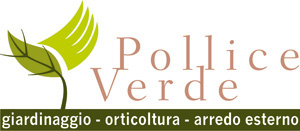 Pollice
Verde
giardinaggio - orticoltura - arredo esterno